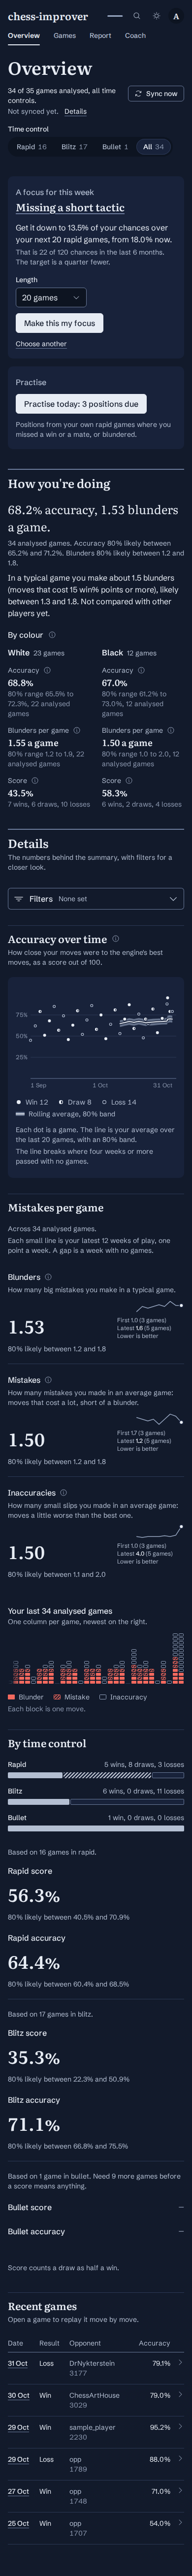 chess-improver
A
Overview Games Report Coach
Overview
34 of 35 games analysed, all time
controls.
Not synced yet. Details
Sync now
Time control
Rapid 16 Blitz 17 Bullet 1 All 34
A focus for this week
Missing a short tactic
Get it down to 13.5% of your chances over
your next 20 rapid games, from 18.0% now.
That is 22 of 120 chances in the last 6 months.
The target is a quarter fewer.
Length
20 games
Make this my focus
Choose another
Practise
Practise today: 3 positions due
Positions from your own rapid games where you
missed a win or a mate, or blundered.
How you're doing
68.2% accuracy, 1.53 blunders
a game.
34 analysed games. Accuracy 80% likely between
65.2% and 71.2%. Blunders 80% likely between 1.2 and
1.8.
In a typical game you make about 1.5 blunders
(moves that cost 15 win% points or more), likely
between 1.3 and 1.8. Not compared with other
players yet.
By colour
White 23 games
Accuracy
68.8%
80% range 65.5% to
72.3%, 22 analysed
games
Blunders per game
1.55 a game
80% range 1.2 to 1.9, 22
analysed games
Score
43.5%
7 wins, 6 draws, 10 losses
Black 12 games
Accuracy
67.0%
80% range 61.2% to
73.0%, 12 analysed
games
Blunders per game
1.50 a game
80% range 1.0 to 2.0, 12
analysed games
Score
58.3%
6 wins, 2 draws, 4 losses
Details
The numbers behind the summary, with filters for a
closer look.
Filters None set
Accuracy over time
How close your moves were to the engine's best
moves, as a score out of 100.
75%
50%
25%
1 Sep 1 Oct 31 Oct
Win 12 Draw 8 Loss 14
Rolling average, 80% band
Each dot is a game. The line is your average over
the last 20 games, with an 80% band.
The line breaks where four weeks or more
passed with no games.
Mistakes per game
Across 34 analysed games.
Each small line is your latest 12 weeks of play, one
point a week. A gap is a week with no games.
Blunders
How many big mistakes you make in a typical game.
1.53
First 1.0 (3 games)
Latest 1.6 (5 games)
Lower is better
80% likely between 1.2 and 1.8
Mistakes
How many mistakes you make in an average game:
moves that cost a lot, short of a blunder.
1.50
First 1.7 (3 games)
Latest 1.2 (5 games)
Lower is better
80% likely between 1.2 and 1.8
Inaccuracies
How many small slips you made in an average game:
moves a little worse than the best one.
1.50
First 1.0 (3 games)
Latest 4.0 (5 games)
Lower is better
80% likely between 1.1 and 2.0
Your last 34 analysed games
One column per game, newest on the right.
Blunder Mistake Inaccuracy
Each block is one move.
By time control
Rapid 5 wins, 8 draws, 3 losses
Blitz 6 wins, 0 draws, 11 losses
Bullet 1 win, 0 draws, 0 losses
Based on 16 games in rapid.
Rapid score
56.3%
80% likely between 40.5% and 70.9%
Rapid accuracy
64.4%
80% likely between 60.4% and 68.5%
Based on 17 games in blitz.
Blitz score
35.3%
80% likely between 22.3% and 50.9%
Blitz accuracy
71.1%
80% likely between 66.8% and 75.5%
Based on 1 game in bullet. Need 9 more games before
a score means anything.
Bullet score –
Bullet accuracy –
Score counts a draw as half a win.
Recent games
Open a game to replay it move by move.
Date Result Opponent Accuracy
31 Oct Loss DrNykterstein 79.1%
3177
30 Oct Win ChessArtHouse 79.0%
3029
29 Oct Win sample_player 95.2%
2230
29 Oct Loss opp 88.0%
1789
27 Oct Win opp 71.0%
1748
25 Oct Win opp 54.0%
1707